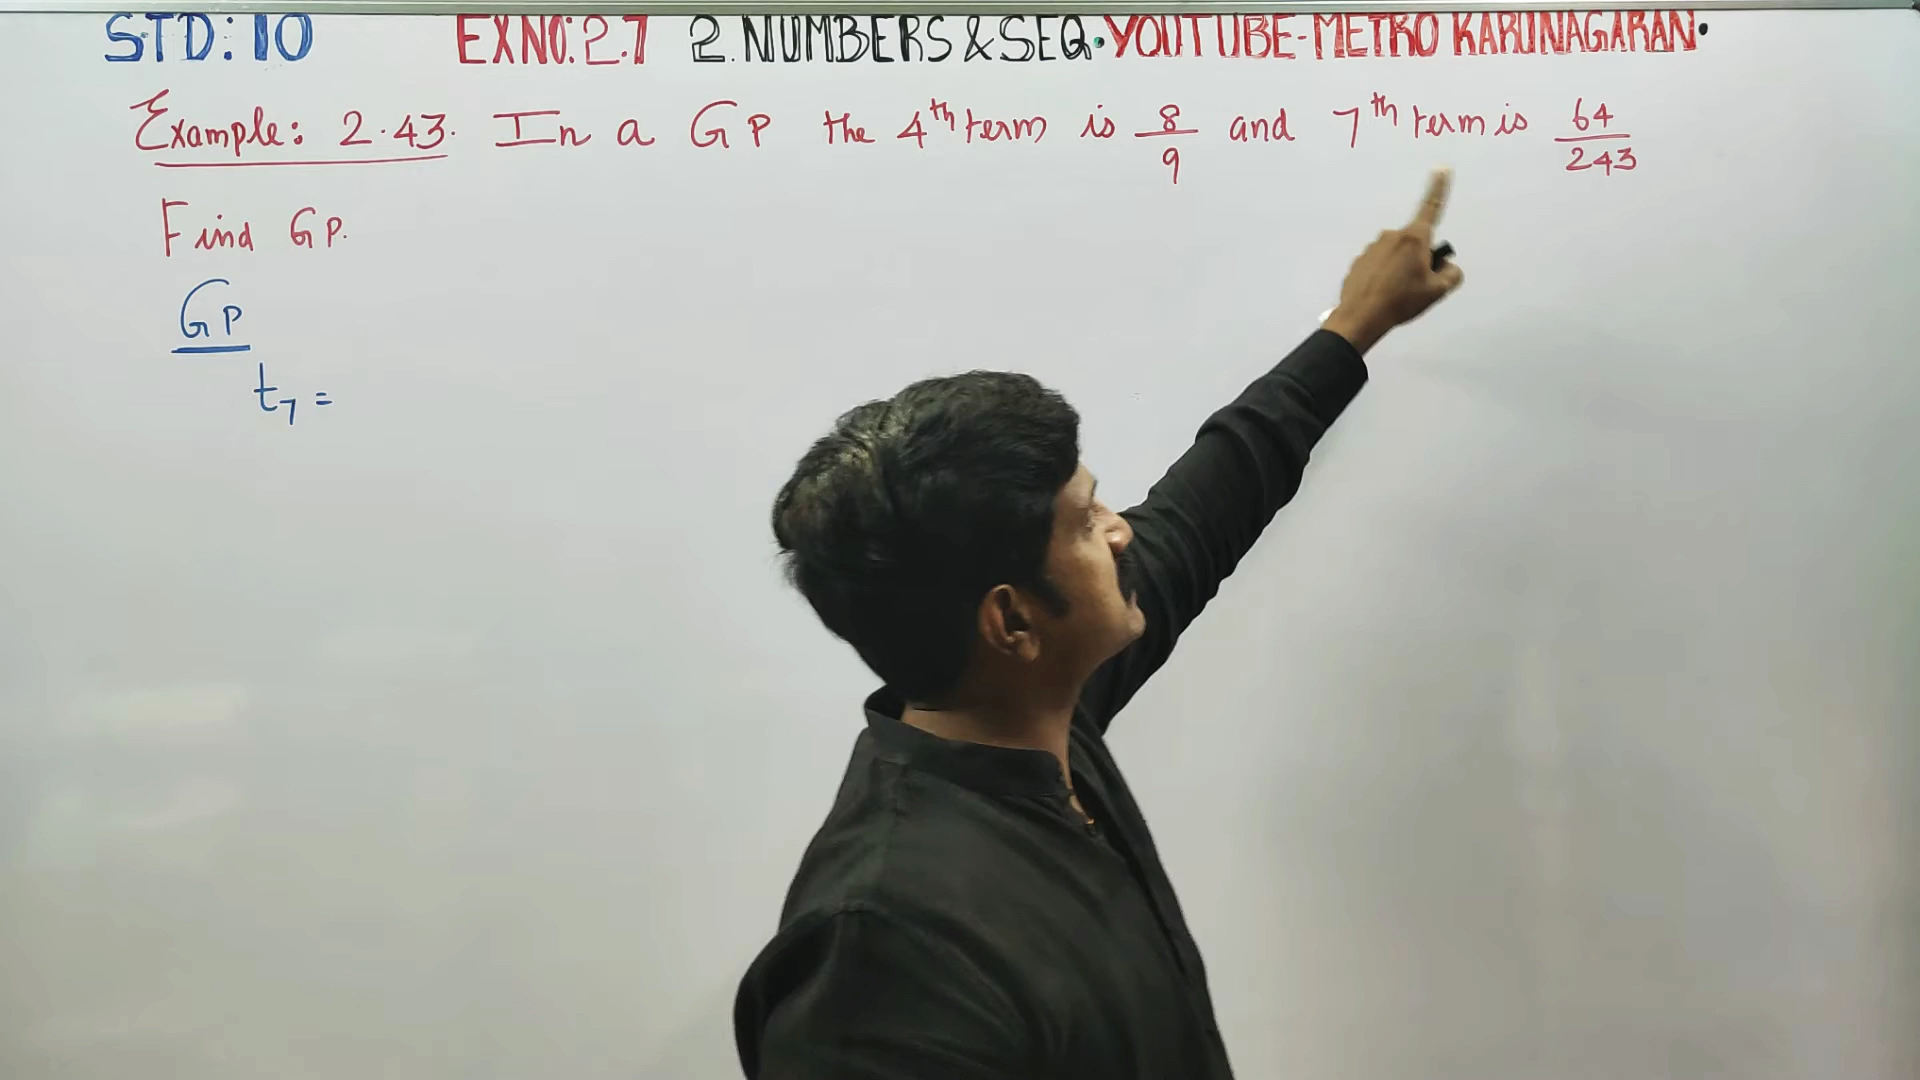 STD: 10 EXNO: 2.7 2. NUMBERS & SEQ. YOUTUBE-METRO KARUNAGARAN.
Example: 2.43. In a GP the 4th term is 8/9 and 7th term is 64/243
Find GP.
GP
t7 =